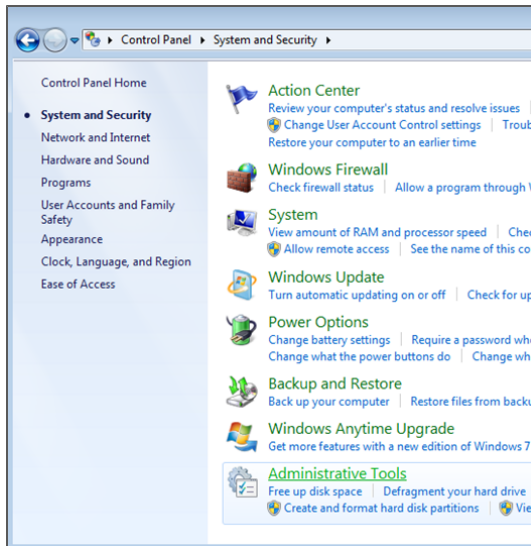 Control Panel System and Security
Control Panel Home
System and Security
Network and Internet
Hardware and Sound
Programs
User Accounts and Family
Safety
Appearance
Clock, Language, and Region
Ease of Access
Action Center
Review your computer's status and resolve issues
Change User Account Control settings
Restore your computer to an earlier time
Windows Firewall
Check firewall status Allow a program through
System
View amount of RAM and processor speed
Allow remote access See the name of this
Windows Update
Turn automatic updating on or off Check for
Power Options
Change battery settings Require a password
Change what the power buttons do Change
Backup and Restore
Back up your computer Restore files from
Windows Anytime Upgrade
Get more features with a new edition of Windows 7
Administrative Tools
Free up disk space Defragment your hard drive
Create and format hard disk partitions